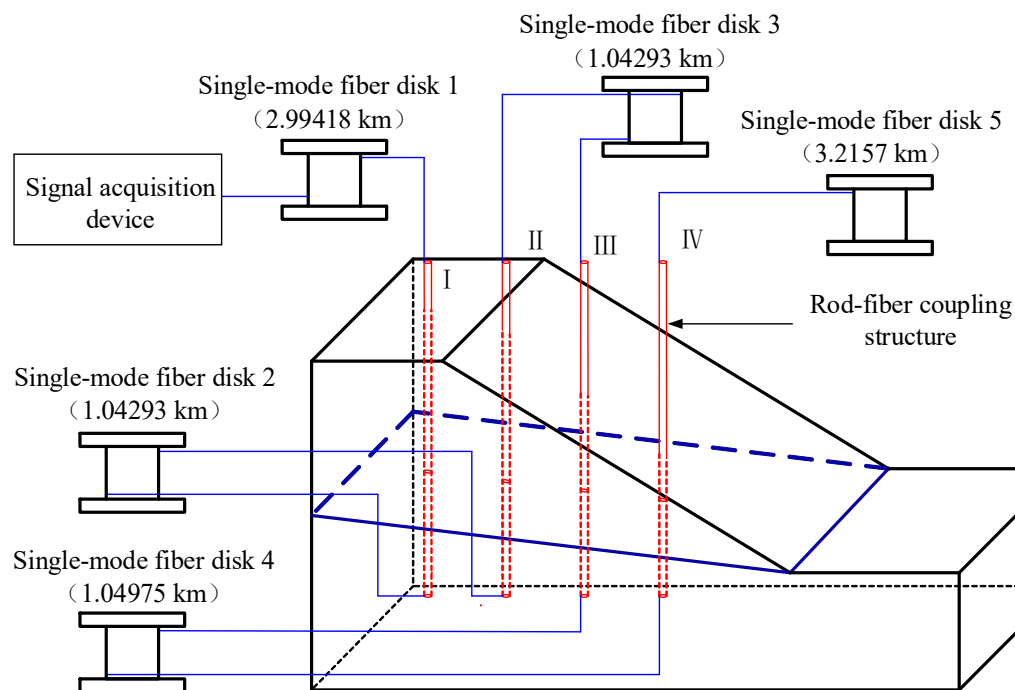 Single-mode fiber disk 3
（1.04293 km）
Single-mode fiber disk 1
（2.99418 km）
Single-mode fiber disk 5
（3.2157 km）
Signal acquisition
device
I
II
III
IV
Rod-fiber coupling
structure
Single-mode fiber disk 2
（1.04293 km）
Single-mode fiber disk 4
（1.04975 km）